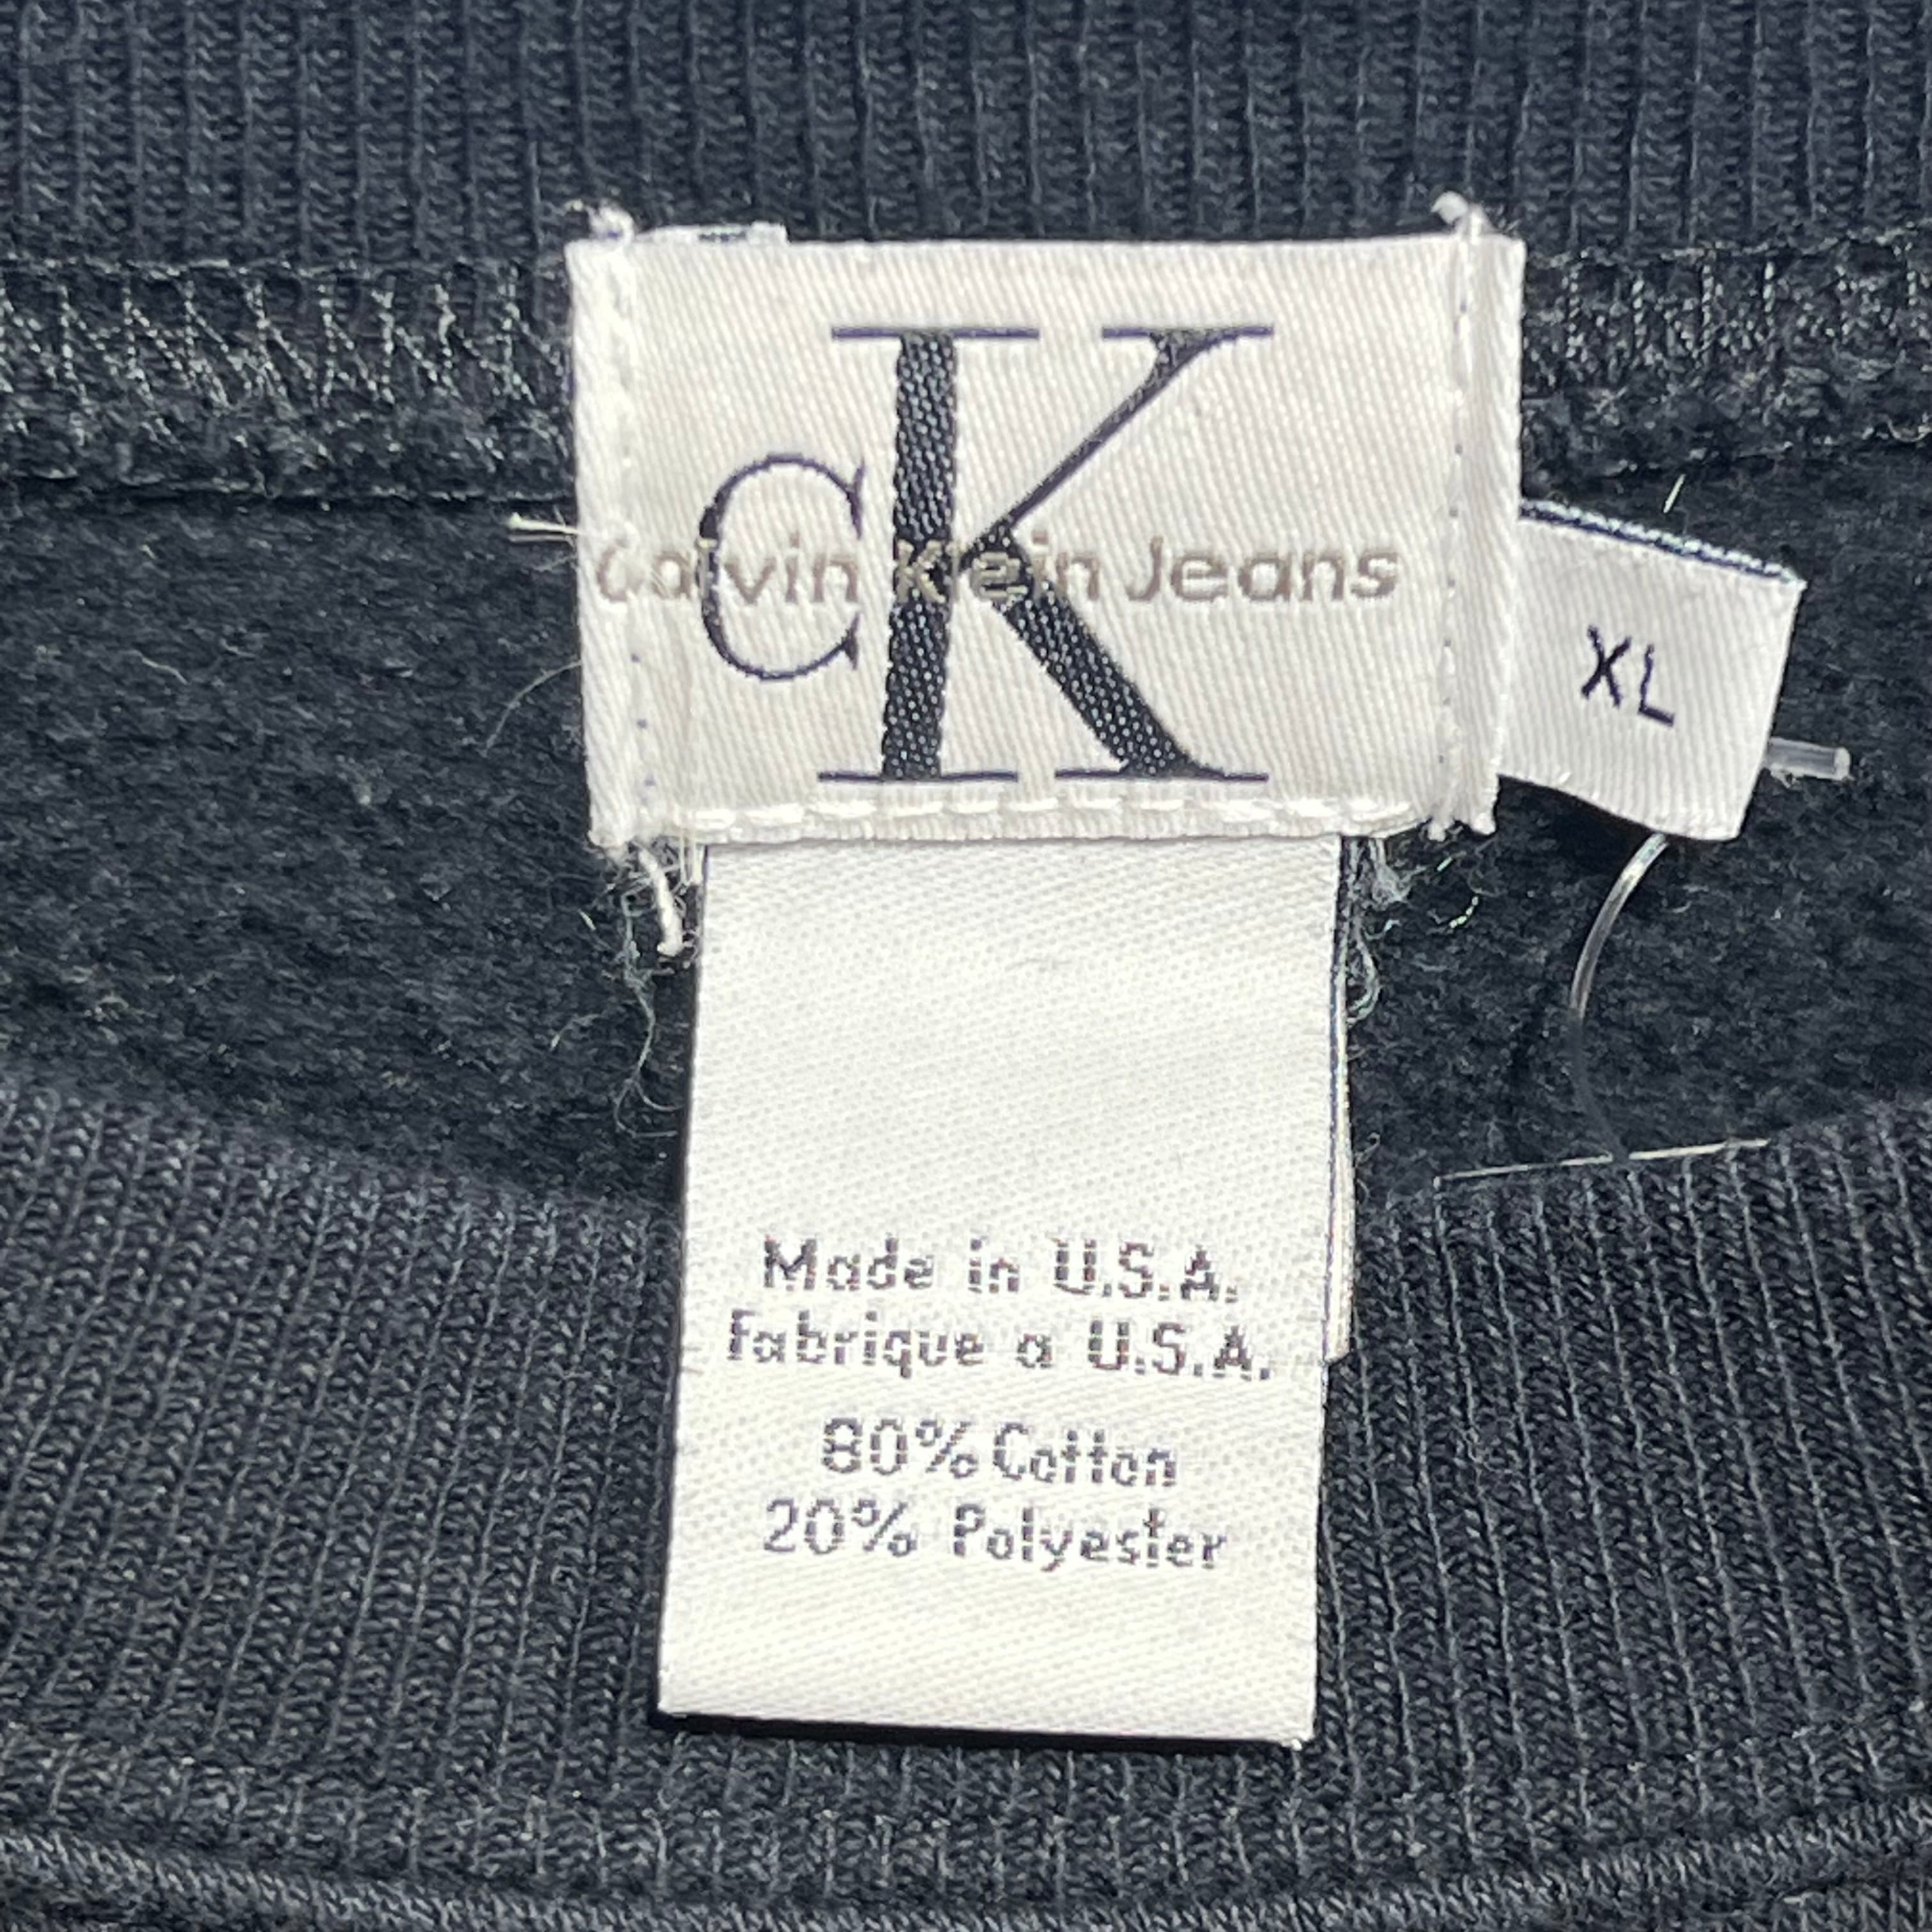 CK
Calvin Klein Jeans
XL
Made in U.S.A.
Fabrique a U.S.A.
80% Cotton
20% Polyester